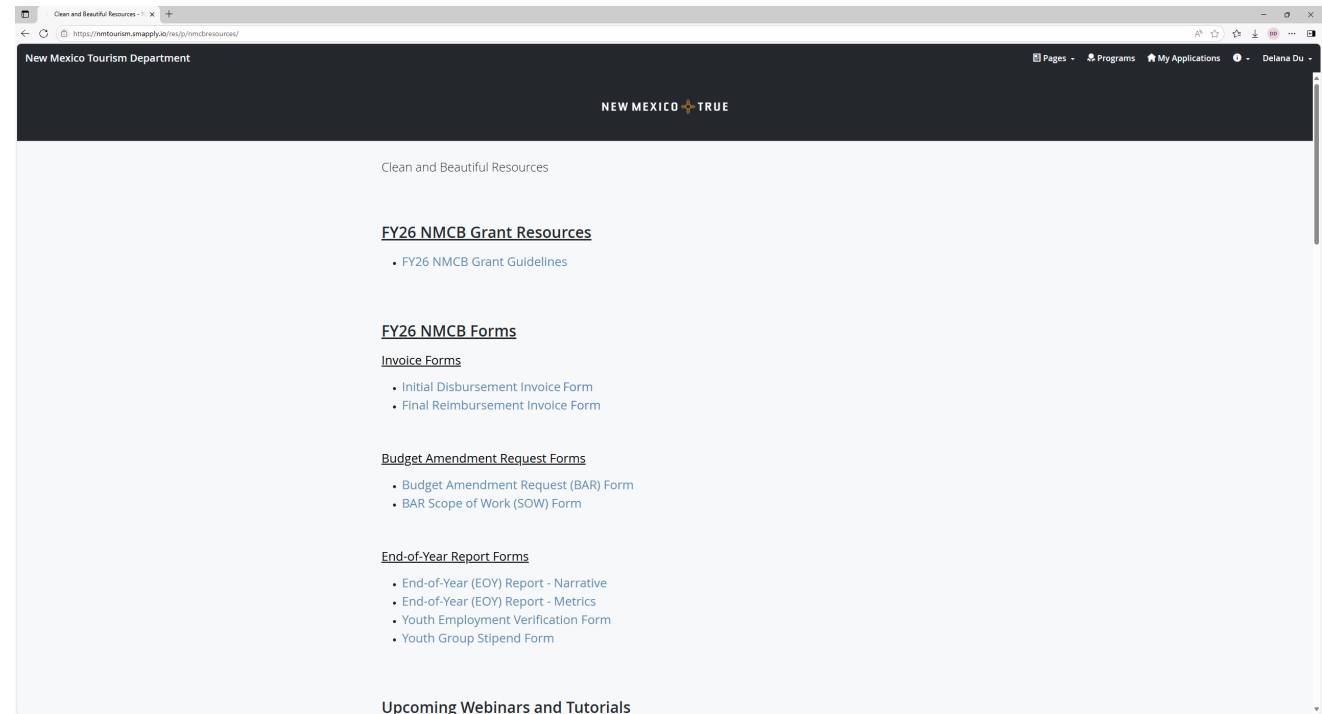 Clean and Beautiful Resources - N
https://nmtourism.smapply.io/res/p/nmcbresources/
DD
New Mexico Tourism Department
Pages
Programs
My Applications
Delana Du
NEW MEXICO TRUE
Clean and Beautiful Resources
FY26 NMCB Grant Resources
• FY26 NMCB Grant Guidelines
FY26 NMCB Forms
Invoice Forms
• Initial Disbursement Invoice Form
• Final Reimbursement Invoice Form
Budget Amendment Request Forms
• Budget Amendment Request (BAR) Form
• BAR Scope of Work (SOW) Form
End-of-Year Report Forms
• End-of-Year (EOY) Report - Narrative
• End-of-Year (EOY) Report - Metrics
• Youth Employment Verification Form
• Youth Group Stipend Form
Upcoming Webinars and Tutorials